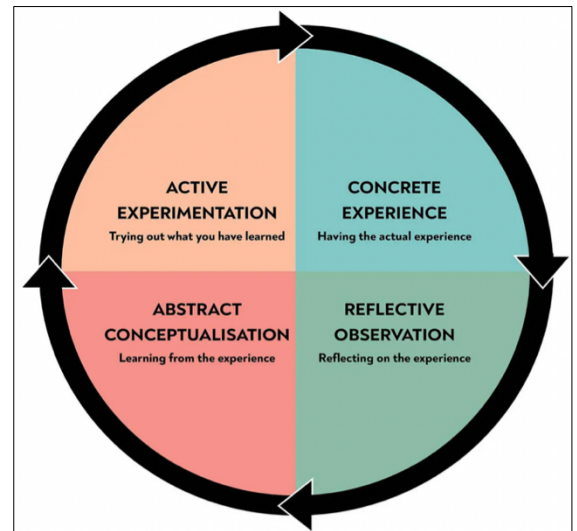 ACTIVE
EXPERIMENTATION
Trying out what you have learned
CONCRETE
EXPERIENCE
Having the actual experience
ABSTRACT
CONCEPTUALISATION
Learning from the experience
REFLECTIVE
OBSERVATION
Reflecting on the experience